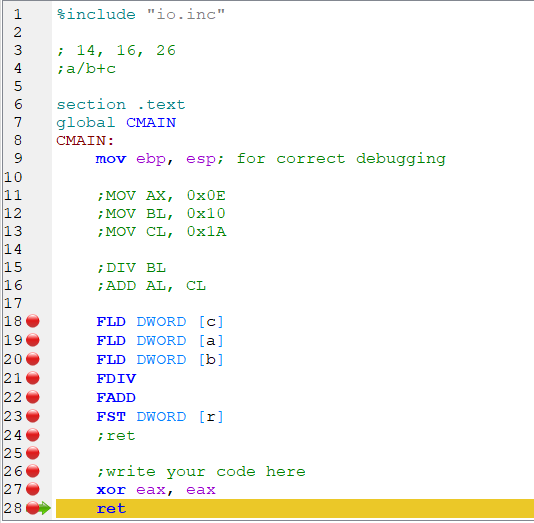 1 %include "io.inc"
2
3 ; 14, 16, 26
4 ;a/b+c
5
6 section .text
7 global CMAIN
8 CMAIN:
9     mov ebp, esp; for correct debugging
10
11     ;MOV AX, 0x0E
12     ;MOV BL, 0x10
13     ;MOV CL, 0x1A
14
15     ;DIV BL
16     ;ADD AL, CL
17
18     FLD DWORD [c]
19     FLD DWORD [a]
20     FLD DWORD [b]
21     FDIV
22     FADD
23     FST DWORD [r]
24     ;ret
25
26     ;write your code here
27     xor eax, eax
28     ret